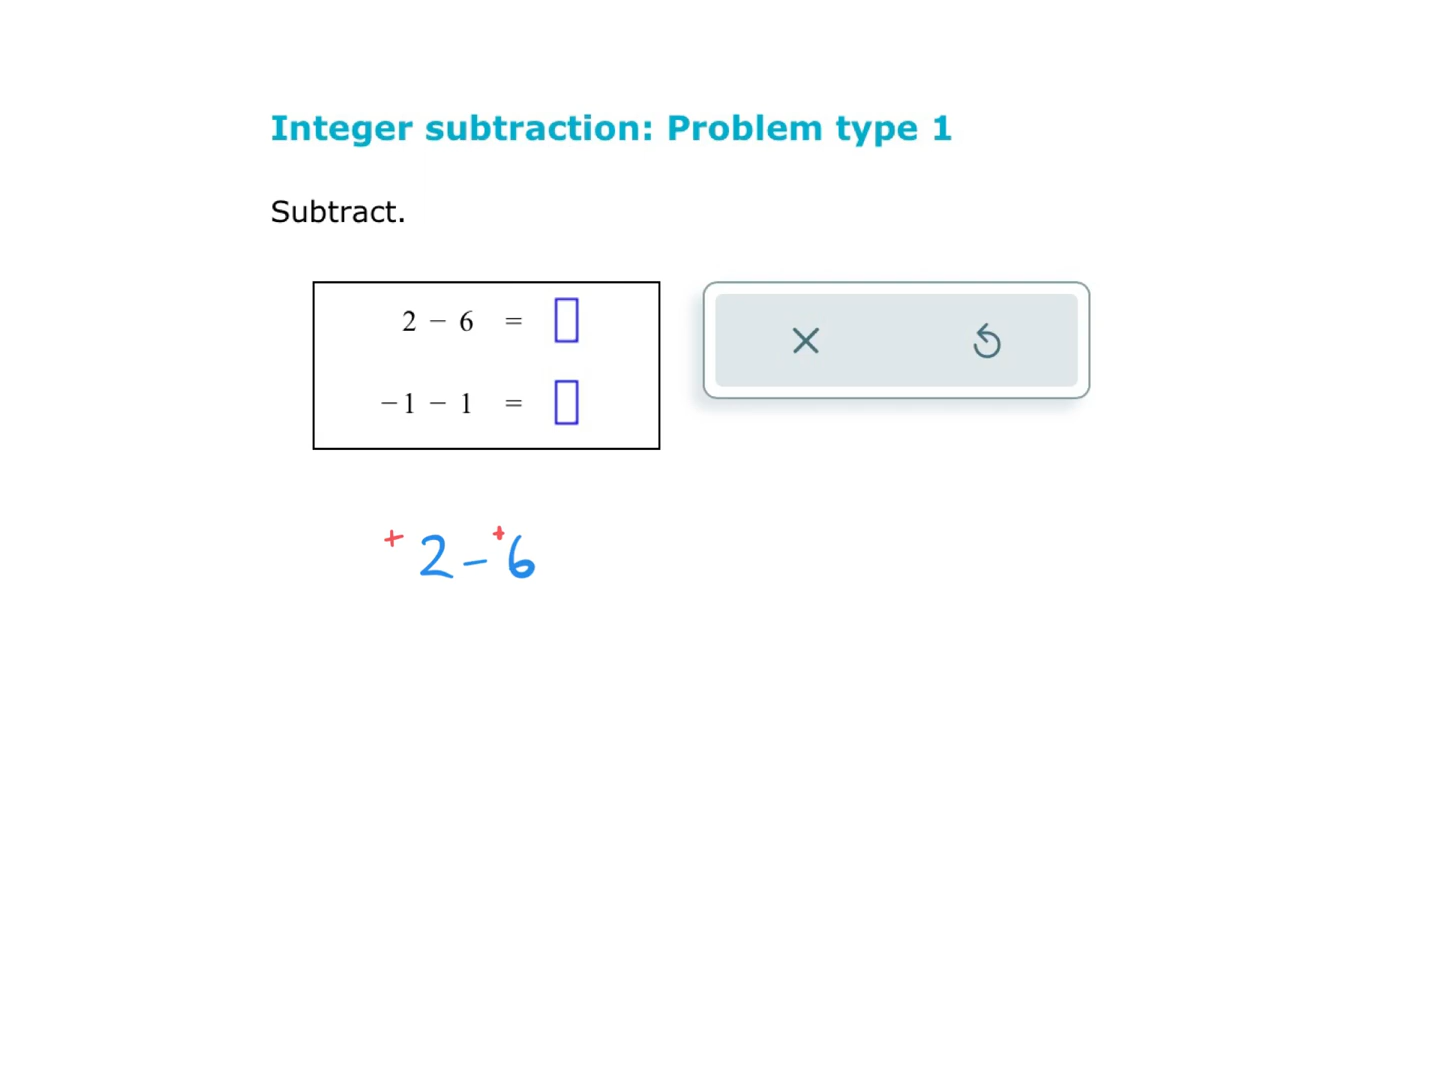 Integer subtraction: Problem type 1
Subtract.
2 − 6 =
−1 − 1 =
+2−+6